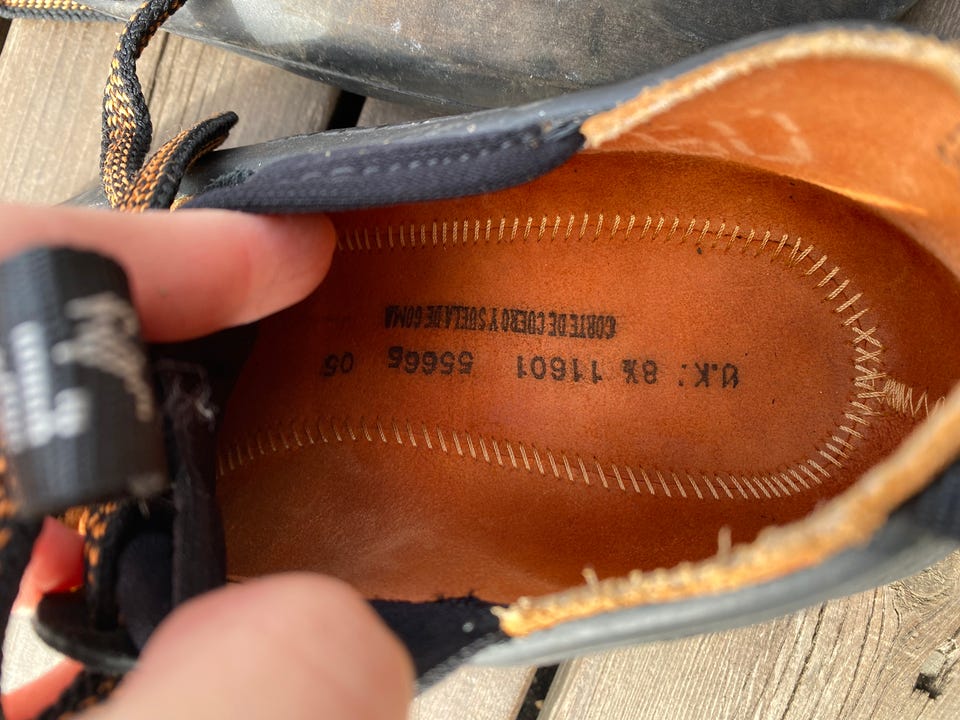 U.K: 8½ 11601 55665 05
CORTE DE CUERO Y SUELA DE GOMA